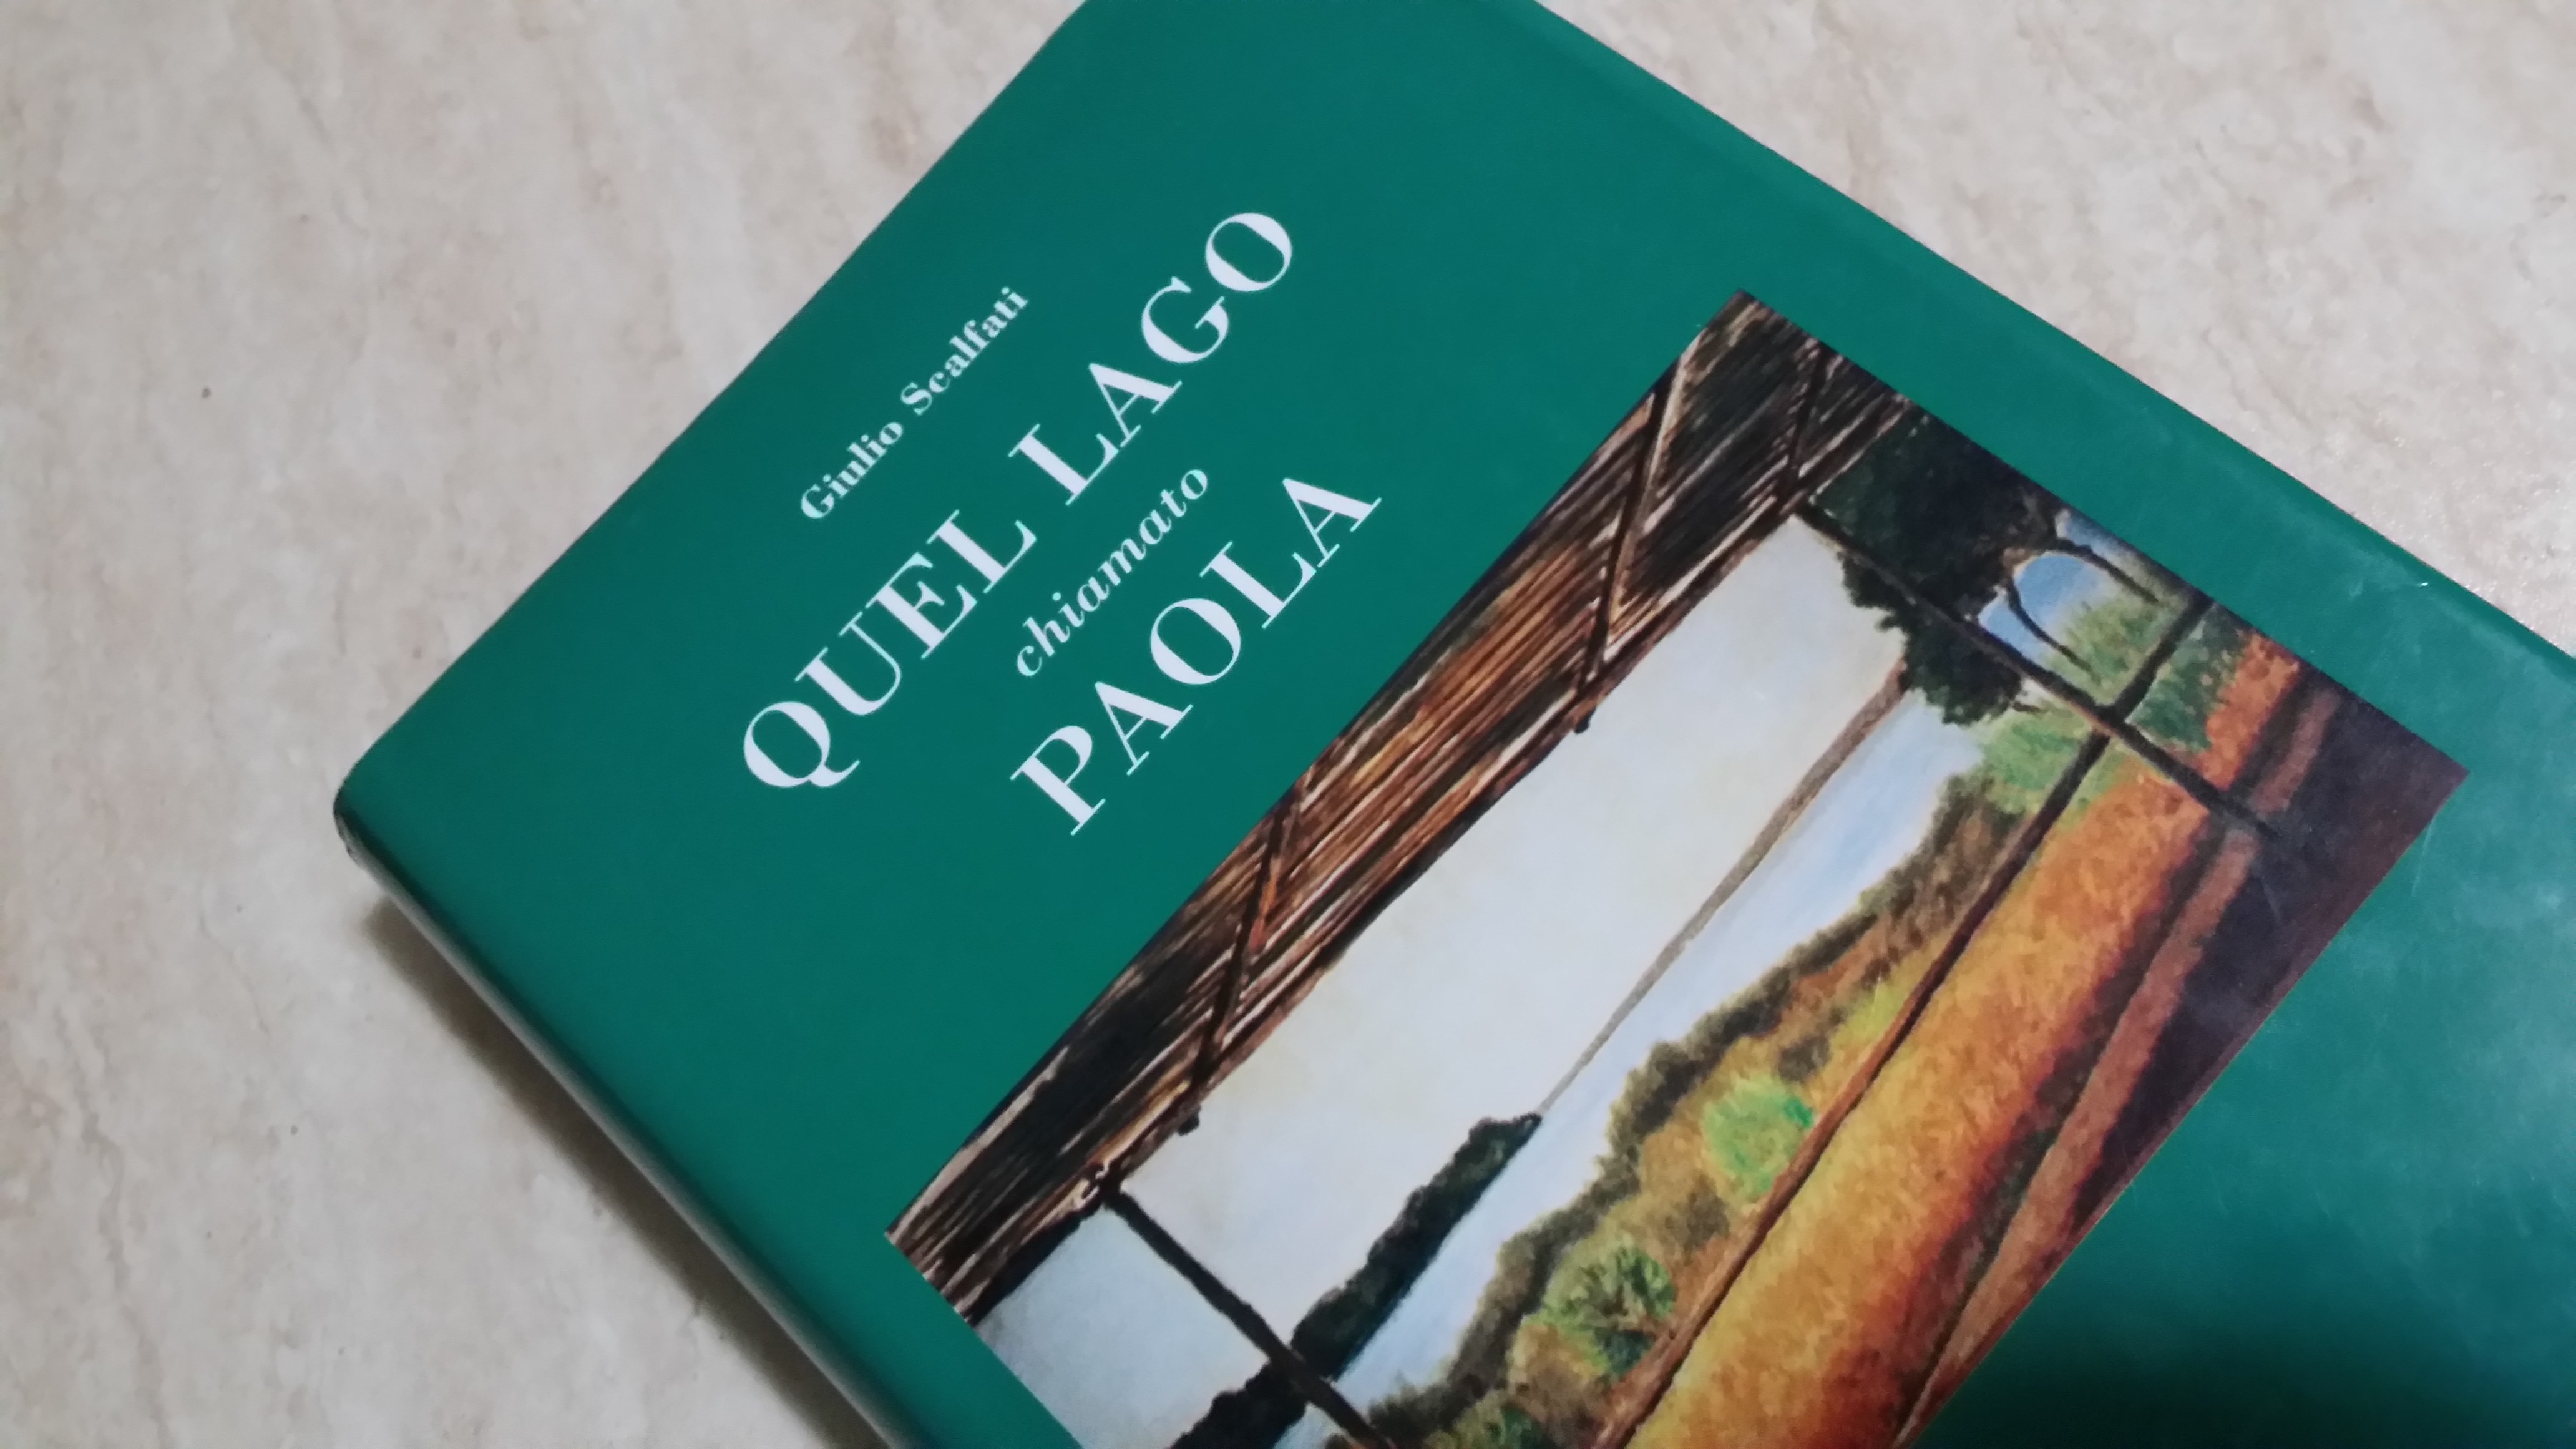 Giulio Scalfati
QUEL LAGO
chiamato
PAOLA